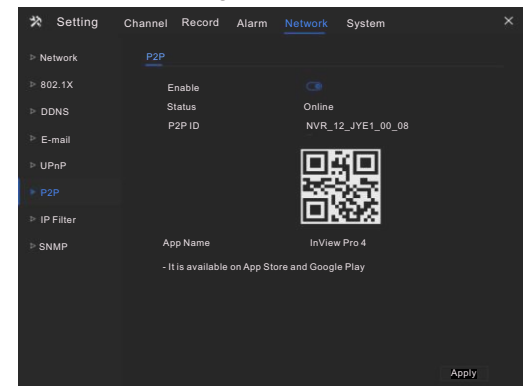 Setting Channel Record Alarm Network System
Network
802.1X
DDNS
E-mail
UPnP
P2P
IP Filter
SNMP
P2P
Enable
Status Online
P2P ID NVR_12_JYE1_00_08
App Name InView Pro 4
- It is available on App Store and Google Play
Apply